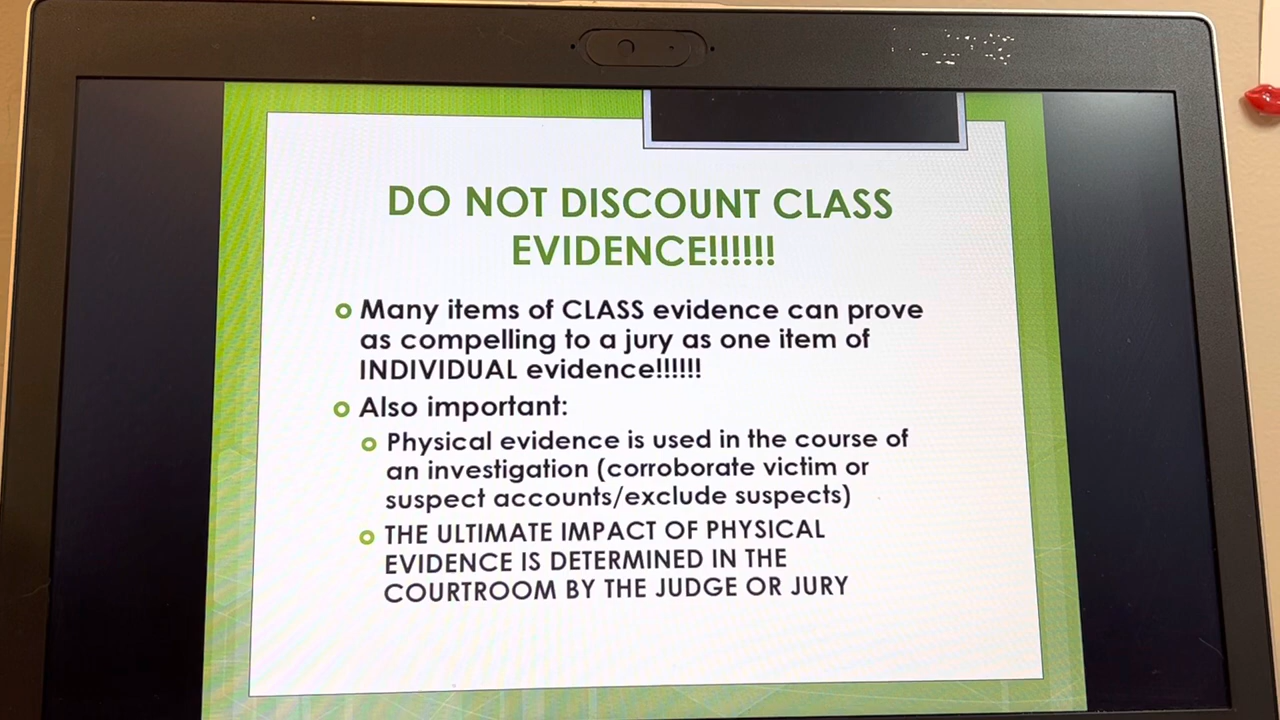 DO NOT DISCOUNT CLASS
EVIDENCE!!!!!!
Many items of CLASS evidence can prove
as compelling to a jury as one item of
INDIVIDUAL evidence!!!!!!
Also important:
Physical evidence is used in the course of
an investigation (corroborate victim or
suspect accounts/exclude suspects)
THE ULTIMATE IMPACT OF PHYSICAL
EVIDENCE IS DETERMINED IN THE
COURTROOM BY THE JUDGE OR JURY